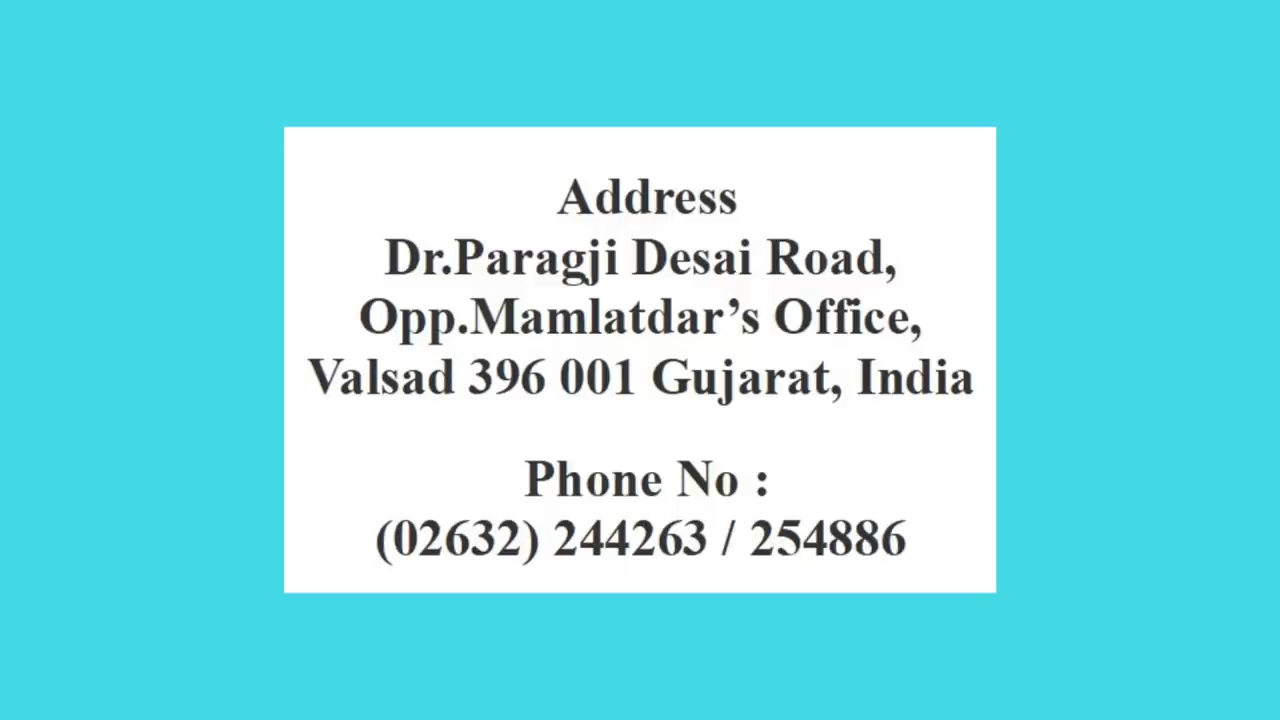 Address
Dr.Paragji Desai Road,
Opp.Mamlatdar’s Office,
Valsad 396 001 Gujarat, India
Phone No :
(02632) 244263 / 254886